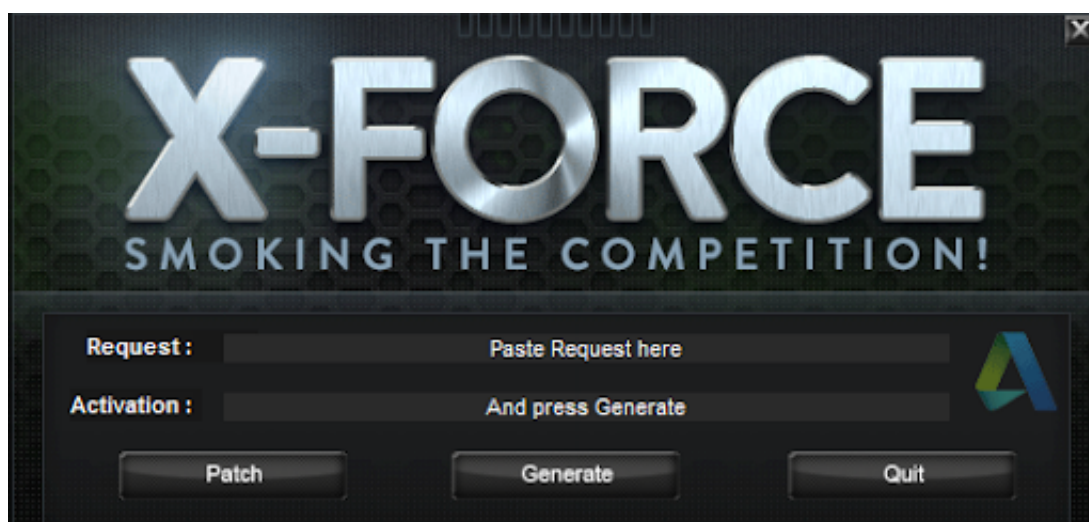 X
X-FORCE
SMOKING THE COMPETITION!
Request : Paste Request here
Activation : And press Generate
Patch Generate Quit